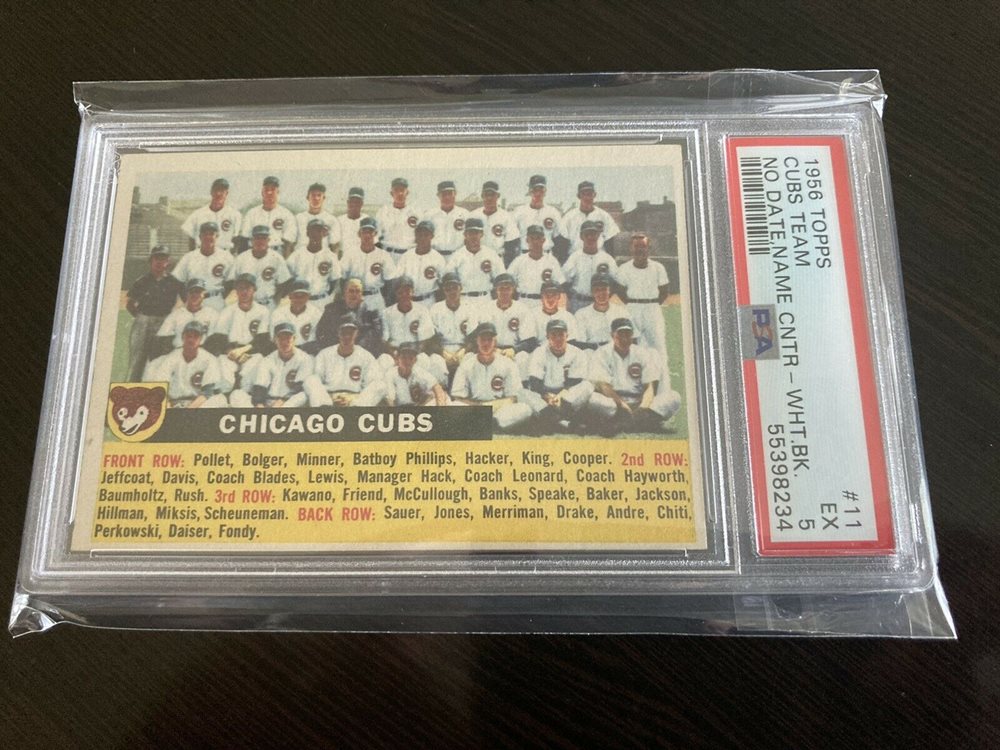 CHICAGO CUBS
FRONT ROW: Pollet, Bolger, Minner, Batboy Phillips, Hacker, King, Cooper. 2nd ROW:
Jeffcoat, Davis, Coach Blades, Lewis, Manager Hack, Coach Leonard, Coach Hayworth,
Baumholtz, Rush. 3rd ROW: Kawano, Friend, McCullough, Banks, Speake, Baker, Jackson,
Hillman, Miksis, Scheuneman. BACK ROW: Sauer, Jones, Merriman, Drake, Andre, Chiti,
Perkowski, Daiser, Fondy.
1956 TOPPS #11
CUBS TEAM EX
NO DATE,NAME CNTR - WHT.BK. 5
PSA 55398234